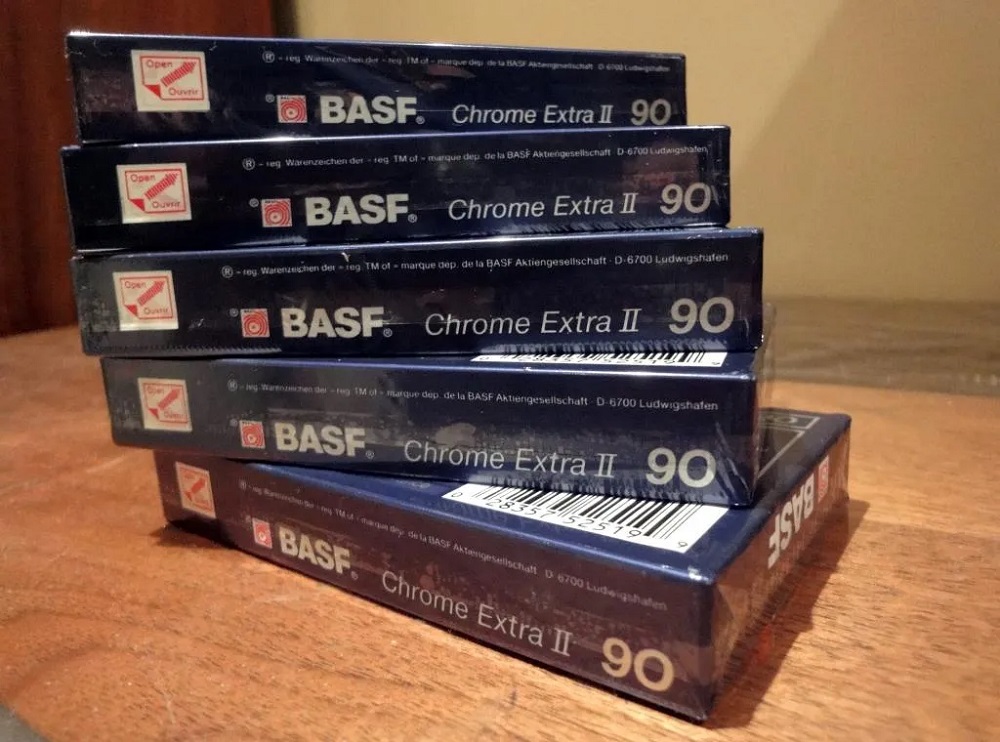 Open
Ouvrir
® - reg. Warenzeichen der - reg. TM of - marque dep. de la BASF Aktiengesellschaft D-6700 Ludwigshafen
® BASF® Chrome Extra II 90
Open
Ouvrir
® - reg. Warenzeichen der - reg. TM of - marque dep. de la BASF Aktiengesellschaft D-6700 Ludwigshafen
® BASF® Chrome Extra II 90
Open
Ouvrir
® - reg. Warenzeichen der - reg. TM of - marque dep. de la BASF Aktiengesellschaft · D-6700 Ludwigshafen
® BASF® Chrome Extra II 90
Open
Ouvrir
® - reg. Warenzeichen der - reg. TM of - marque dep. de la BASF Aktiengesellschaft · D-6700 Ludwigshafen
® BASF® Chrome Extra II 90
0 28357 52519 9
® - reg. Warenzeichen der - reg. TM of - marque dep. de la BASF Aktiengesellschaft D-6700 Ludwigshafen
® BASF® Chrome Extra II 90
BASF